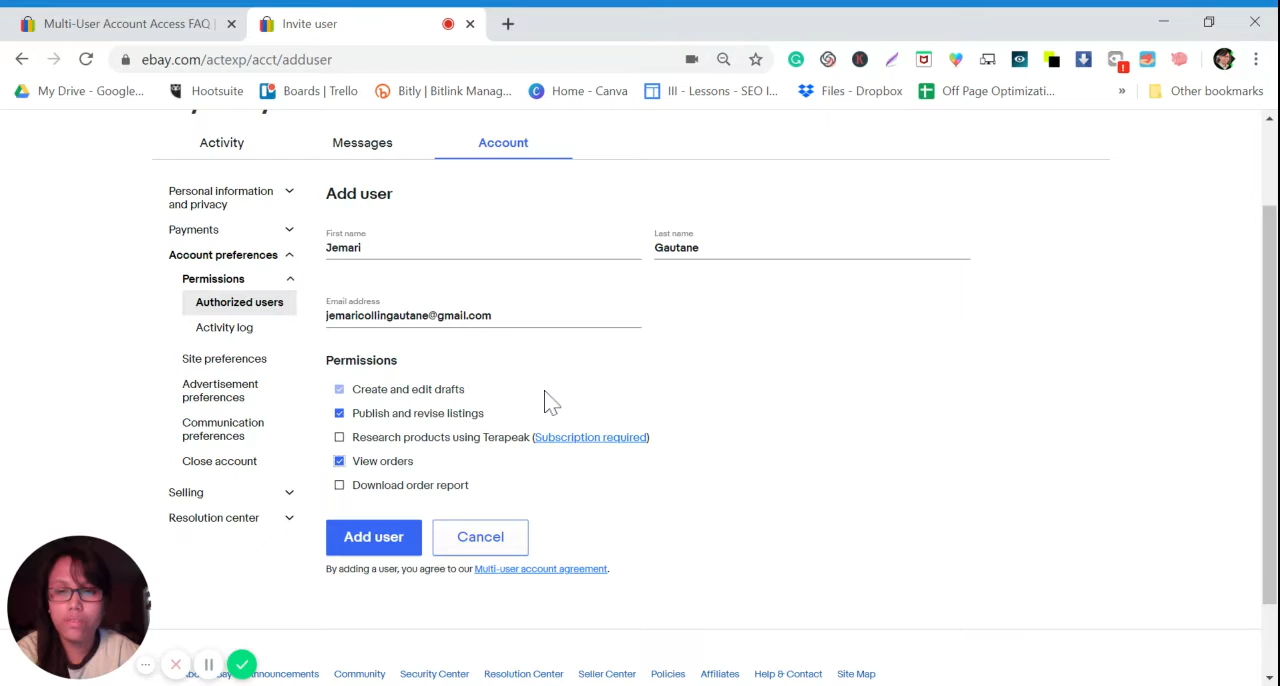 Multi-User Account Access FAQ |
Invite user
ebay.com/actexp/acct/adduser
My Drive - Google...
Hootsuite
Boards | Trello
Bitly | Bitlink Manag...
Home - Canva
III - Lessons - SEO I...
Files - Dropbox
Off Page Optimizati...
»
Other bookmarks
Activity
Messages
Account
Personal information
and privacy
Payments
Account preferences
Permissions
Authorized users
Activity log
Site preferences
Advertisement
preferences
Communication
preferences
Close account
Selling
Resolution center
Add user
First name
Jemari
Last name
Gautane
Email address
jemaricollingautane@gmail.com
Permissions
Create and edit drafts
Publish and revise listings
Research products using Terapeak (Subscription required)
View orders
Download order report
Add user
Cancel
By adding a user, you agree to our Multi-user account agreement.
Community
Security Center
Resolution Center
Seller Center
Policies
Affiliates
Help & Contact
Site Map